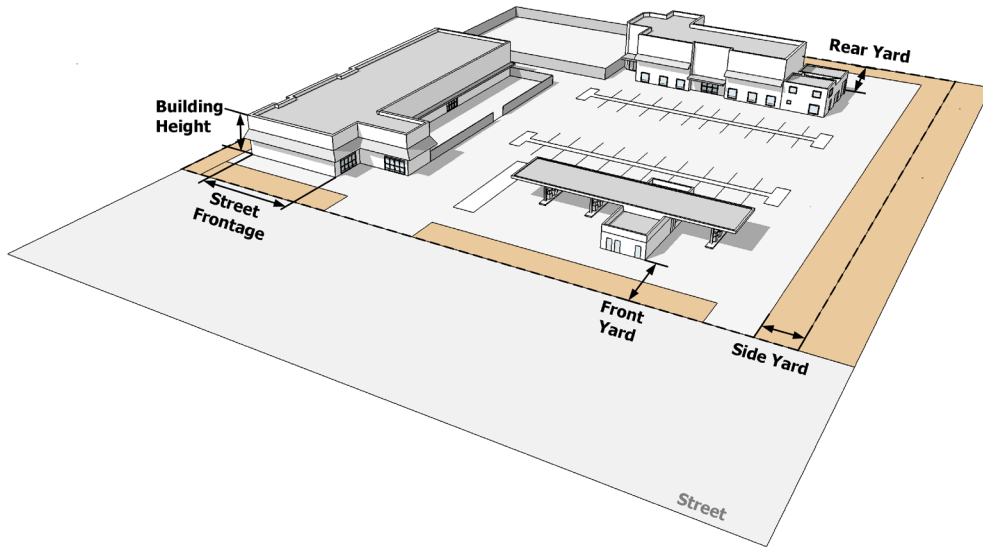 Rear Yard
Building
Height
Street
Frontage
Front
Yard
Side Yard
Street